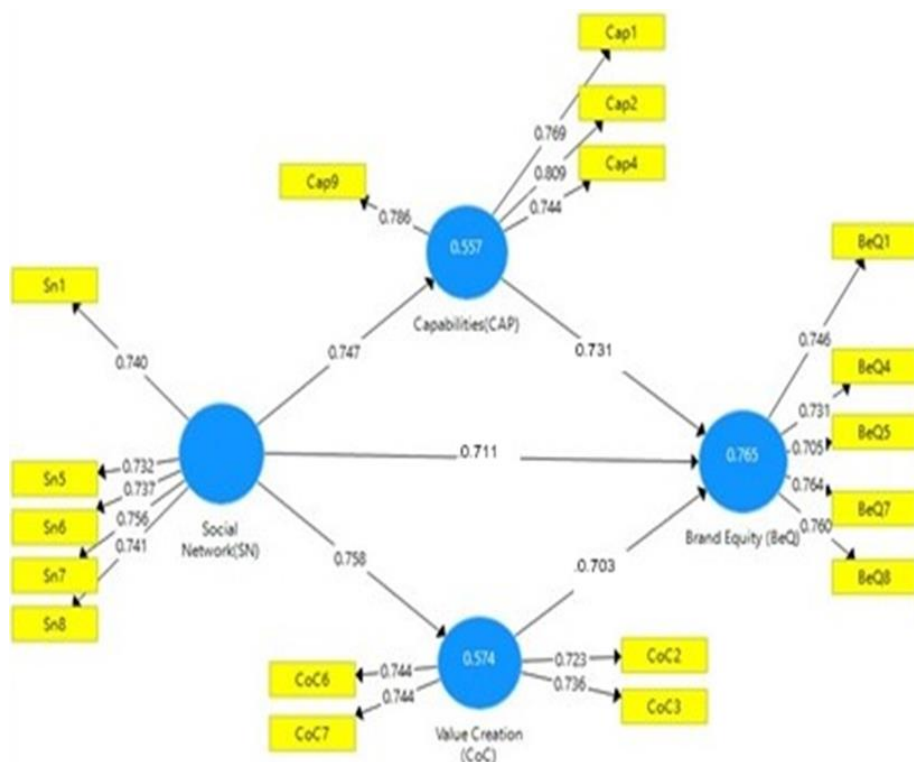 Cap1
Cap2
Cap4
Cap9
0.769
0.809
0.744
0.786
0.557
Capabilities(CAP)
BeQ1
BeQ4
BeQ5
BeQ7
BeQ8
0.746
0.731
0.705
0.764
0.760
0.765
Brand Equity (BeQ)
Sn1
0.740
0.747
0.731
0.711
Sn5
Sn6
Sn7
Sn8
0.732
0.737
0.756
0.741
Social
Network(SN)
0.758
.0.703
0.574
Value Creation
(CoC)
CoC6
CoC7
0.744
0.744
CoC2
CoC3
0.723
0.736